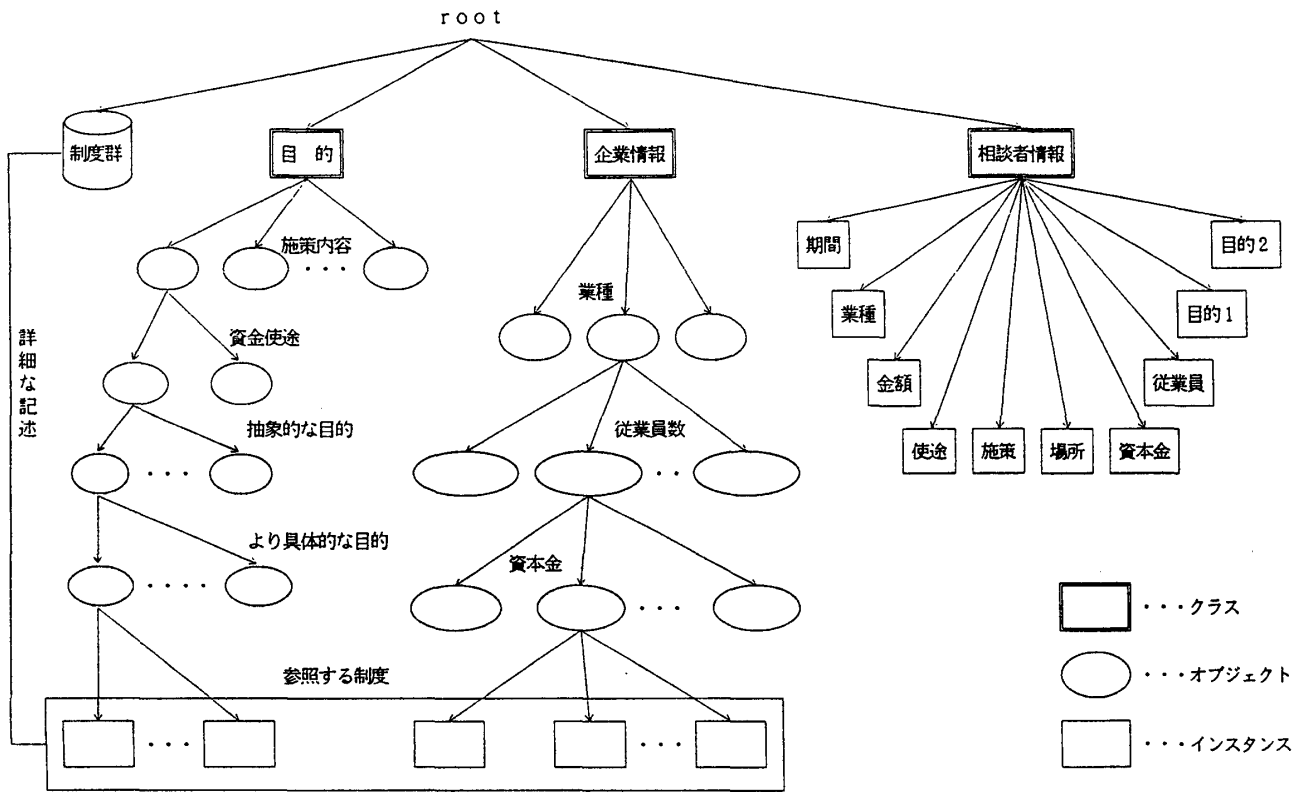 root
制度群
目 的
企業情報
相談者情報
施策内容
・・・
期間
目的2
業種
業種
目的1
資金使途
詳細な記述
金額
従業員
抽象的な目的
従業員数
使途
施策
場所
資本金
・・・
・・
より具体的な目的
資本金
・・・・
・・・
・・・クラス
参照する制度
・・・オブジェクト
・・・
・・・
・・・インスタンス